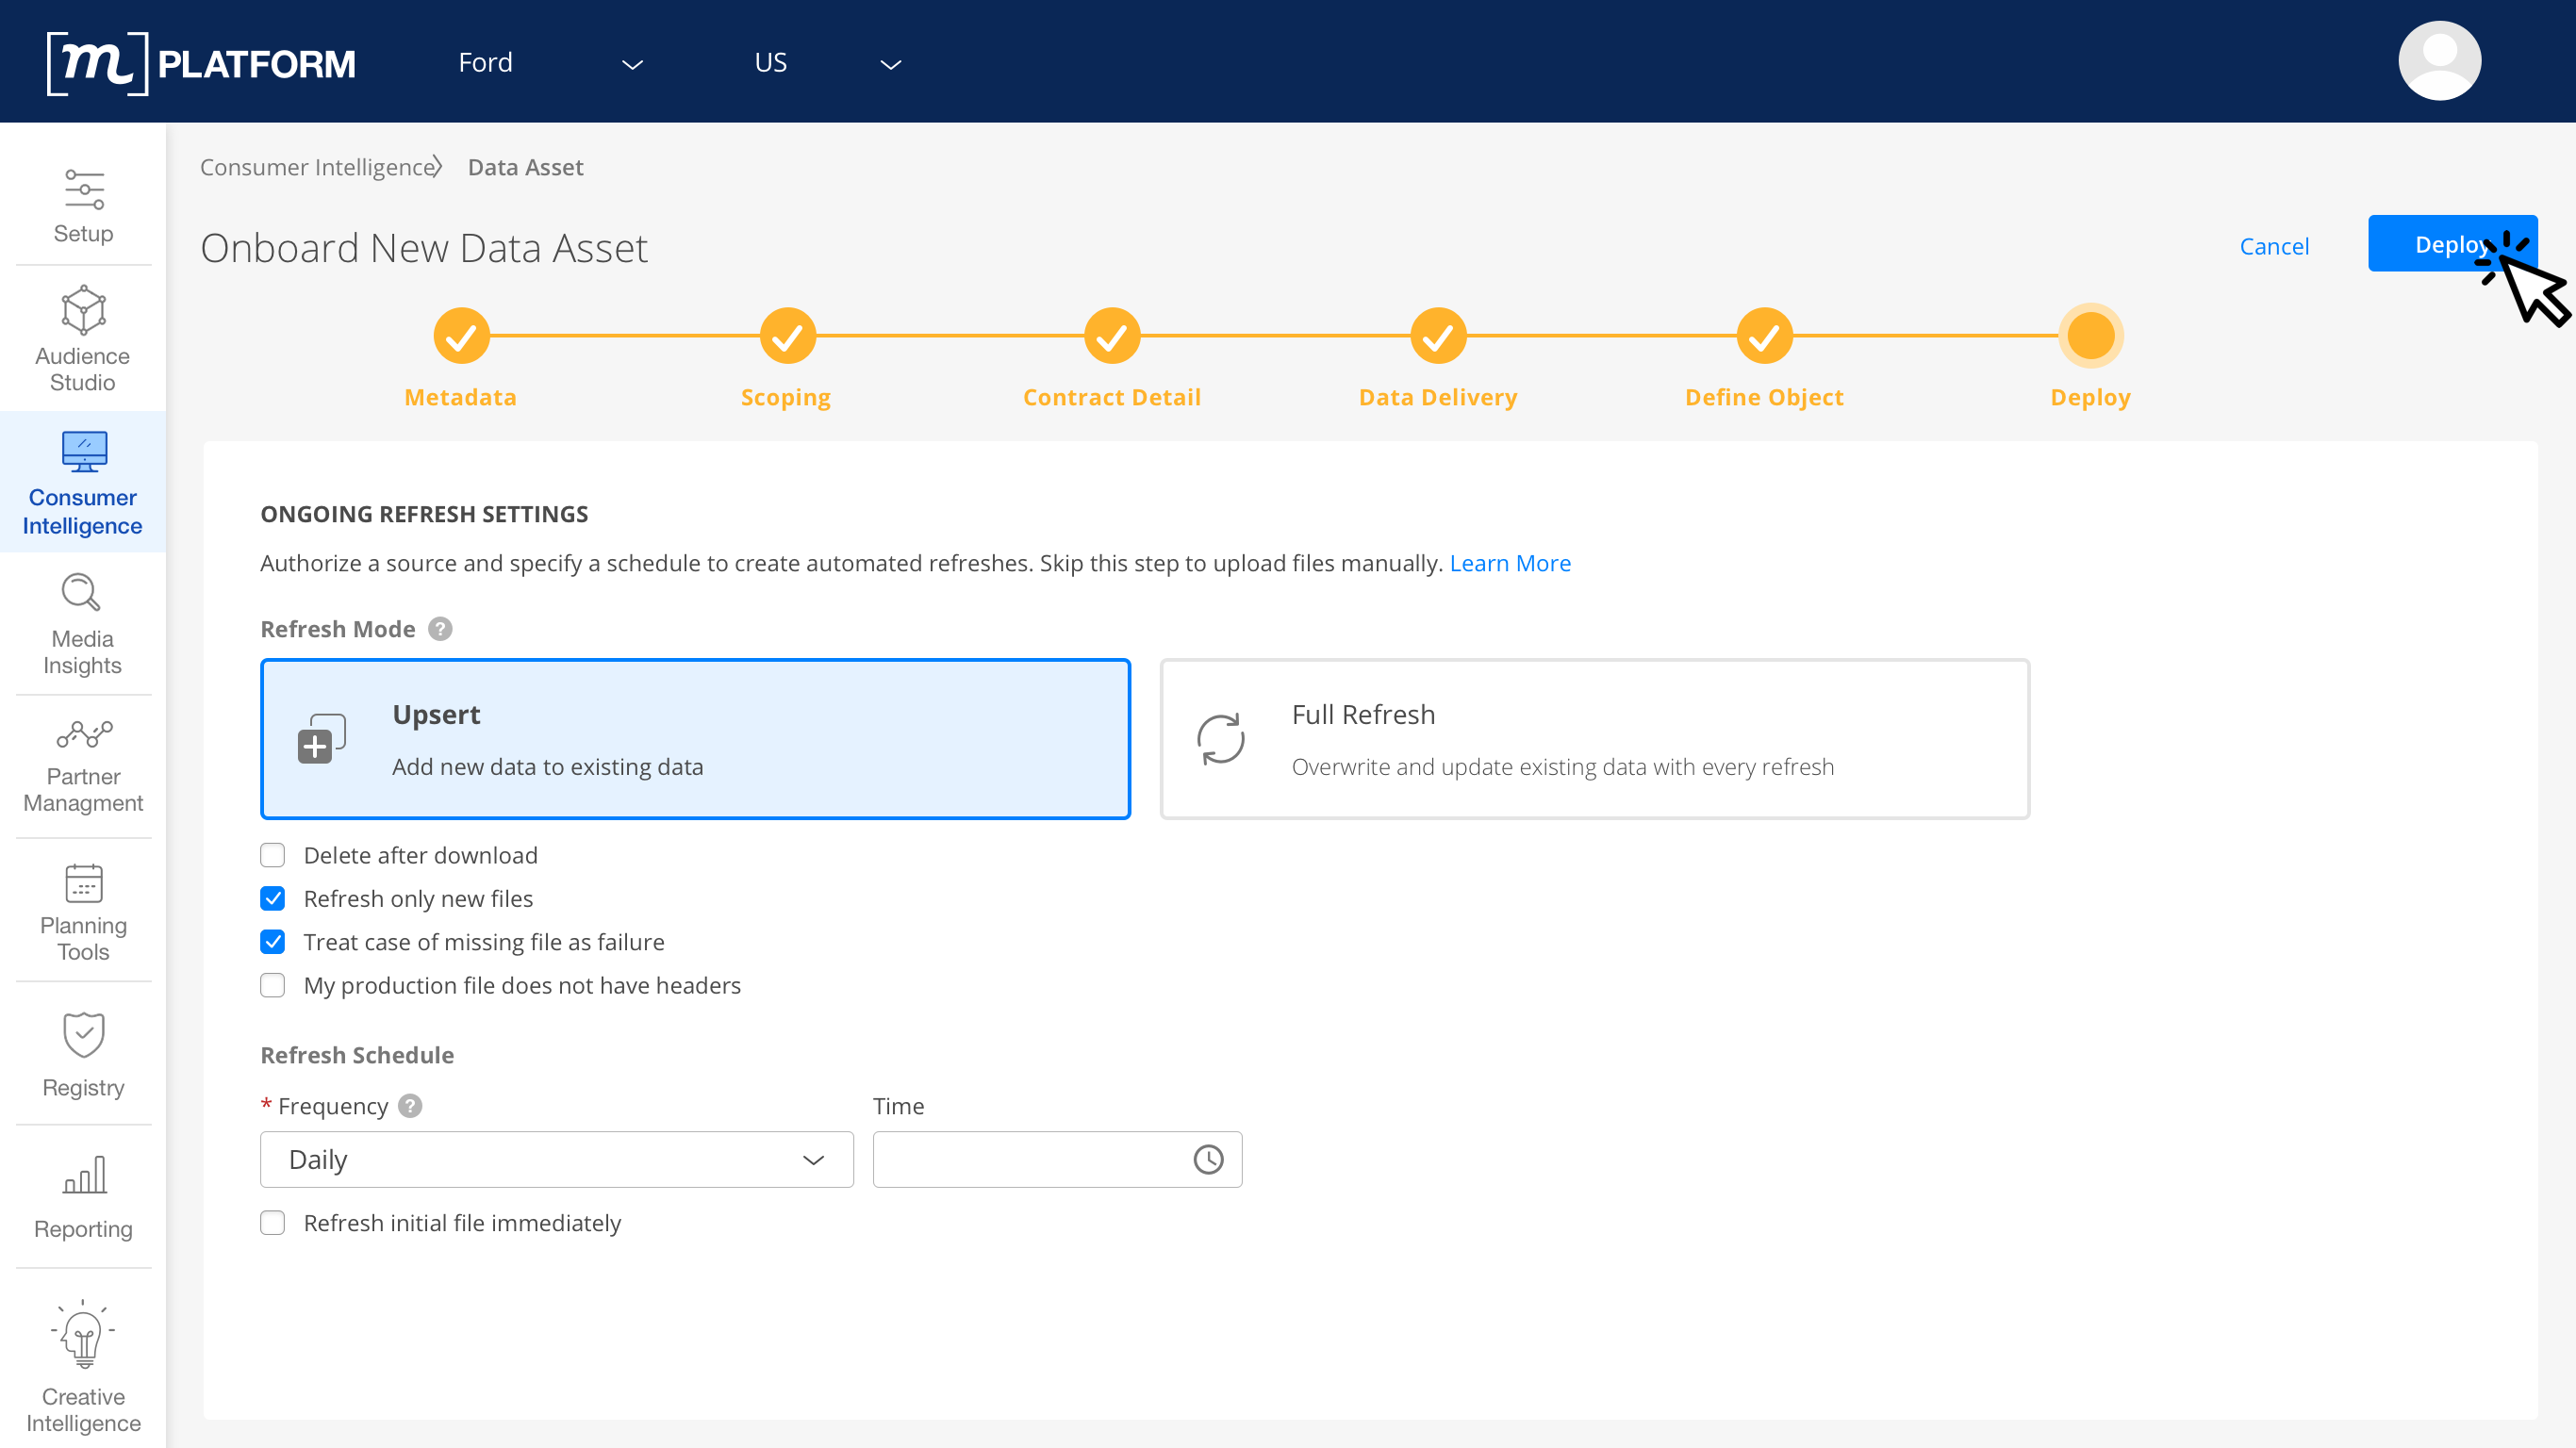 [m] PLATFORM
Ford
US
Setup
Audience
Studio
Consumer
Intelligence
Media
Insights
Partner
Managment
Planning
Tools
Registry
Reporting
Creative
Intelligence
Consumer Intelligence Data Asset
Onboard New Data Asset
Cancel
Deploy
Metadata
Scoping
Contract Detail
Data Delivery
Define Object
Deploy
ONGOING REFRESH SETTINGS
Authorize a source and specify a schedule to create automated refreshes. Skip this step to upload files manually. Learn More
Refresh Mode ?
Upsert
Add new data to existing data
Full Refresh
Overwrite and update existing data with every refresh
Delete after download
Refresh only new files
Treat case of missing file as failure
My production file does not have headers
Refresh Schedule
* Frequency ?
Time
Daily
Refresh initial file immediately